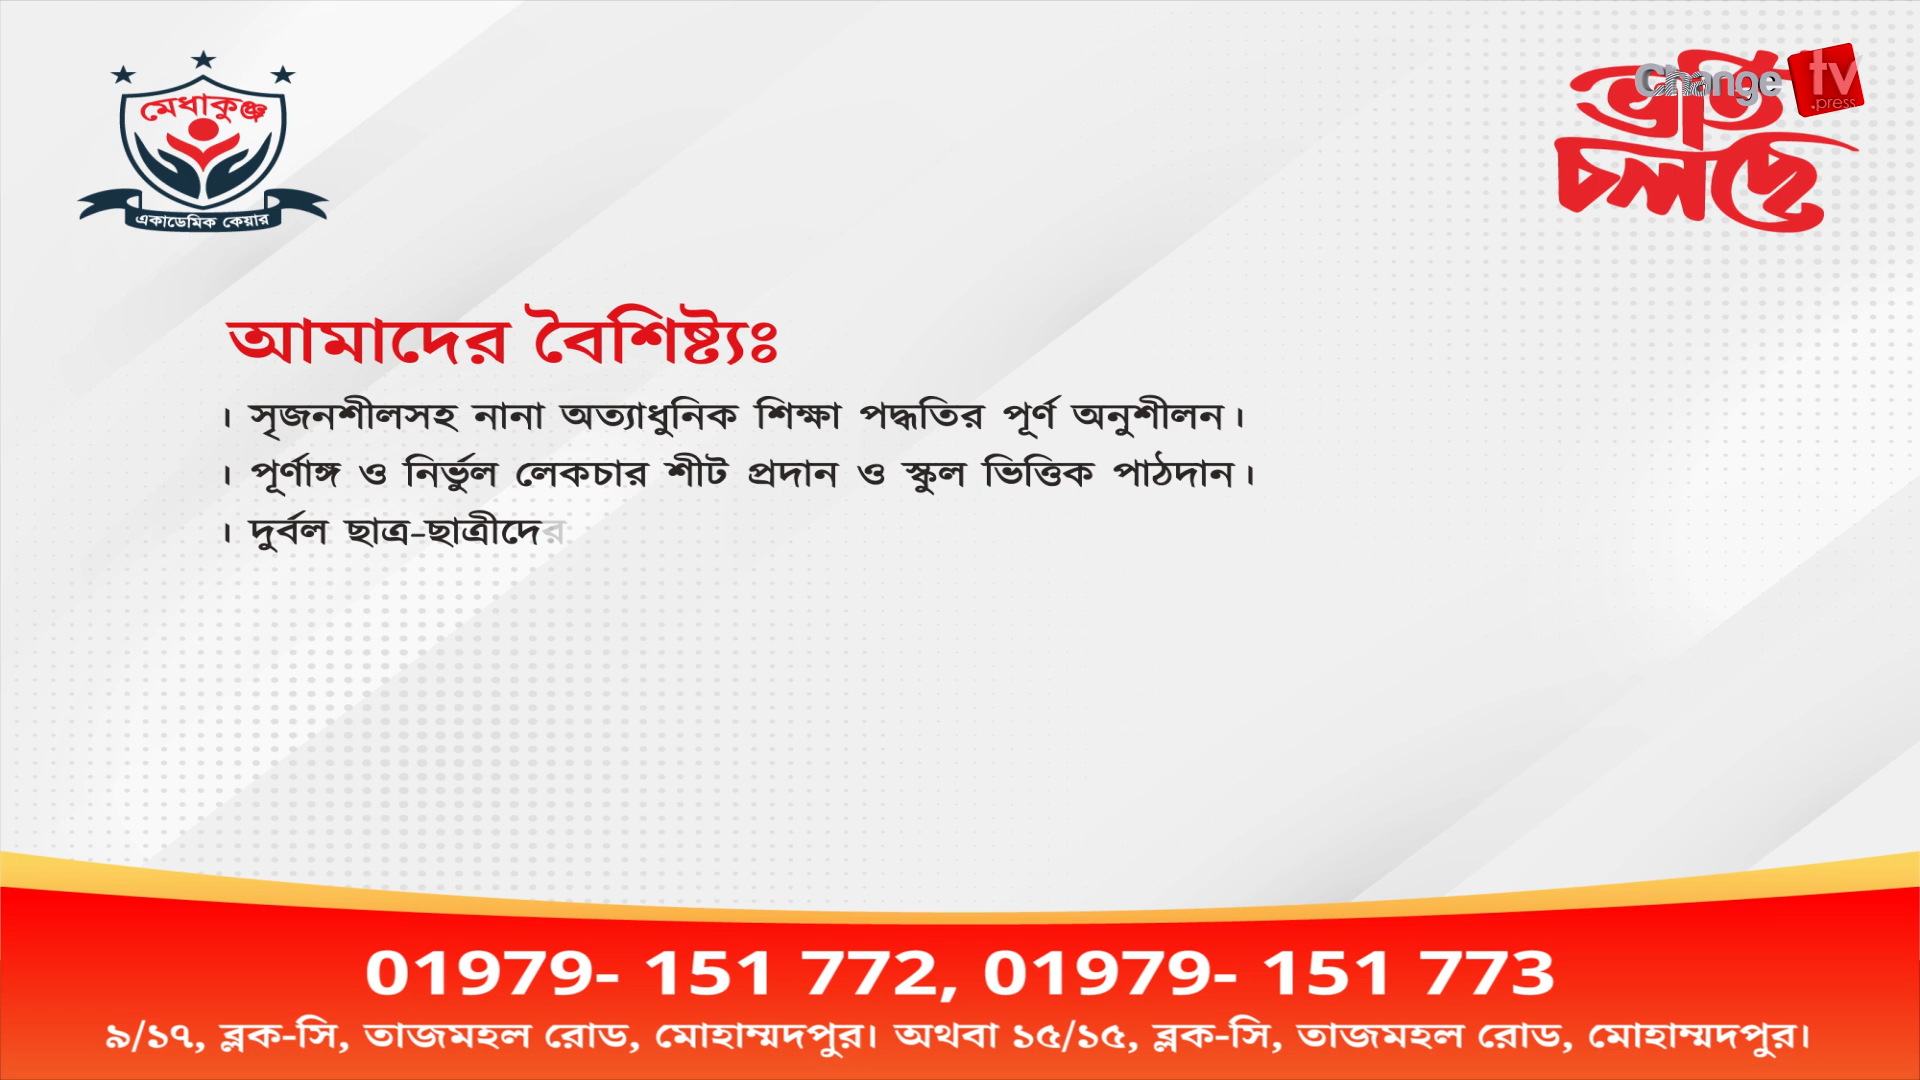 মেধাকুঞ্জ
একাডেমিক কেয়ার
ভর্তি
চলছে
Change tv
.press
আমাদের বৈশিষ্ট্যঃ
। সৃজনশীলসহ নানা অত্যাধুনিক শিক্ষা পদ্ধতির পূর্ণ অনুশীলন।
। পূর্ণাঙ্গ ও নির্ভুল লেকচার শীট প্রদান ও স্কুল ভিত্তিক পাঠদান।
। দুর্বল ছাত্র-ছাত্রীদের
01979- 151 772, 01979- 151 773
৯/১৭, ব্লক-সি, তাজমহল রোড, মোহাম্মদপুর। অথবা ১৫/১৫, ব্লক-সি, তাজমহল রোড, মোহাম্মদপুর।